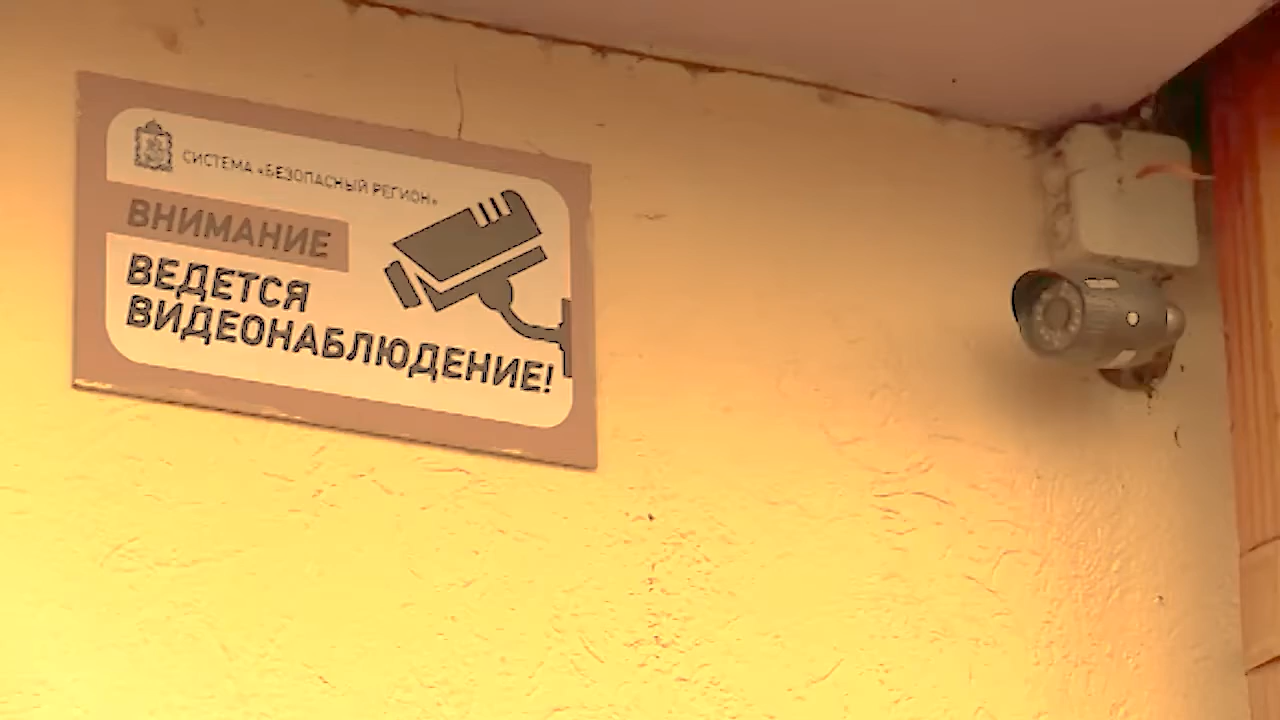 СИСТЕМА «БЕЗОПАСНЫЙ РЕГИОН»
ВНИМАНИЕ
ВЕДЕТСЯ
ВИДЕОНАБЛЮДЕНИЕ!